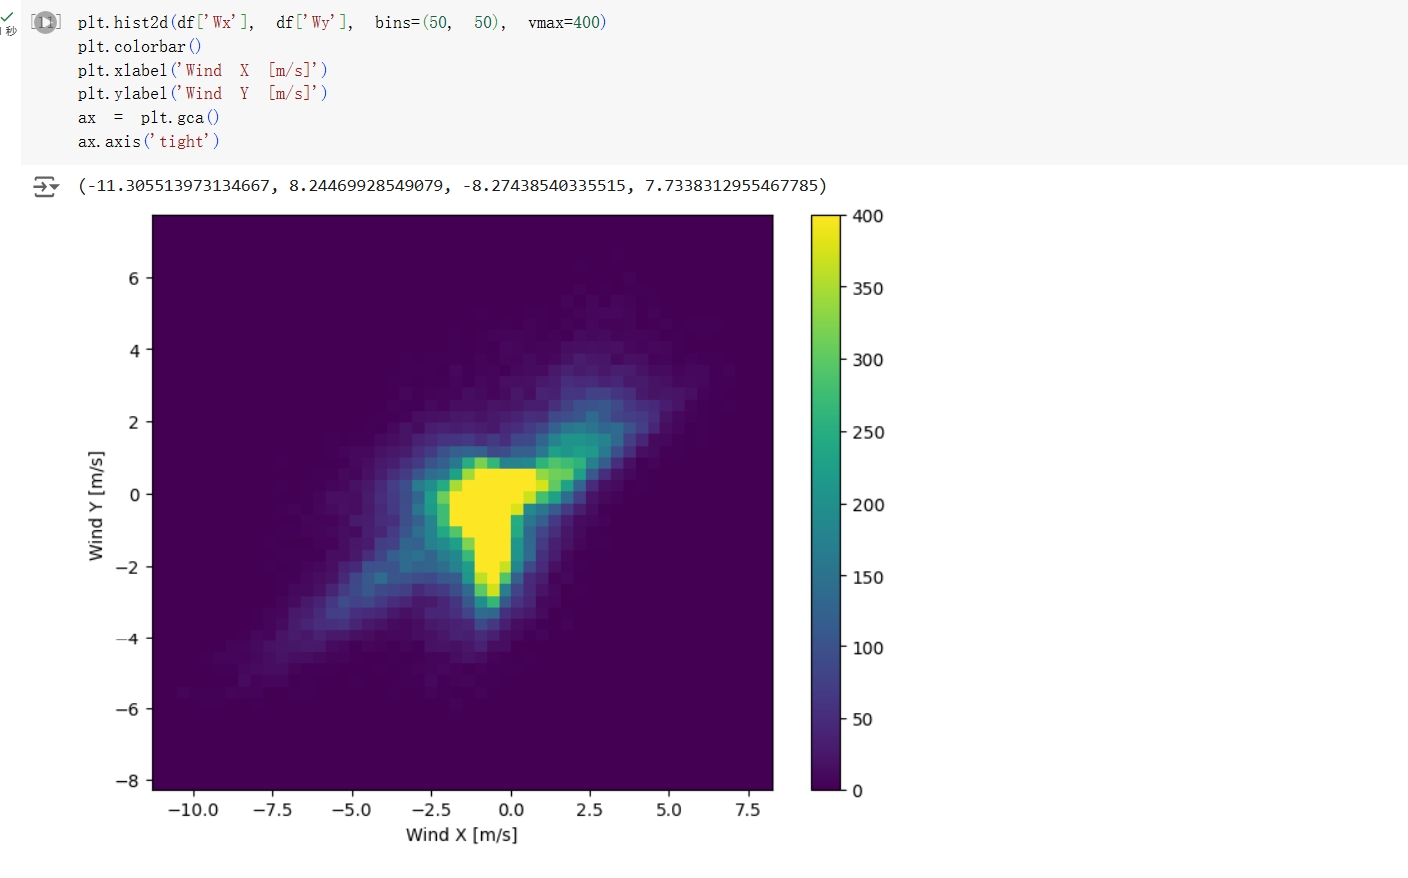 1 秒
[11]
plt.hist2d(df['Wx'], df['Wy'], bins=(50, 50), vmax=400)
plt.colorbar()
plt.xlabel('Wind X [m/s]')
plt.ylabel('Wind Y [m/s]')
ax = plt.gca()
ax.axis('tight')
(-11.305513973134667, 8.24469928549079, -8.27438540335515, 7.7338312955467785)
6
4
2
0
−2
−4
−6
−8
Wind Y [m/s]
−10.0 −7.5 −5.0 −2.5 0.0 2.5 5.0 7.5
Wind X [m/s]
400
350
300
250
200
150
100
50
0